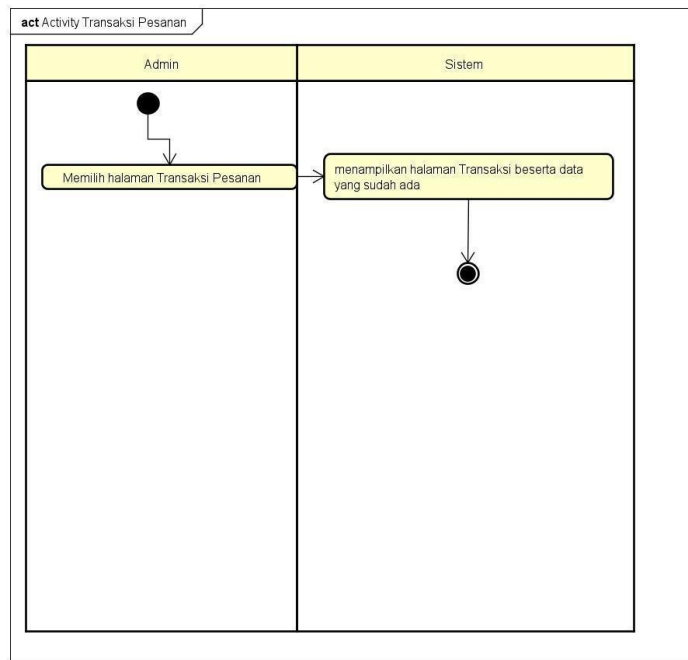 act Activity Transaksi Pesanan
Admin
Sistem
Memilih halaman Transaksi Pesanan
menampilkan halaman Transaksi beserta data
yang sudah ada